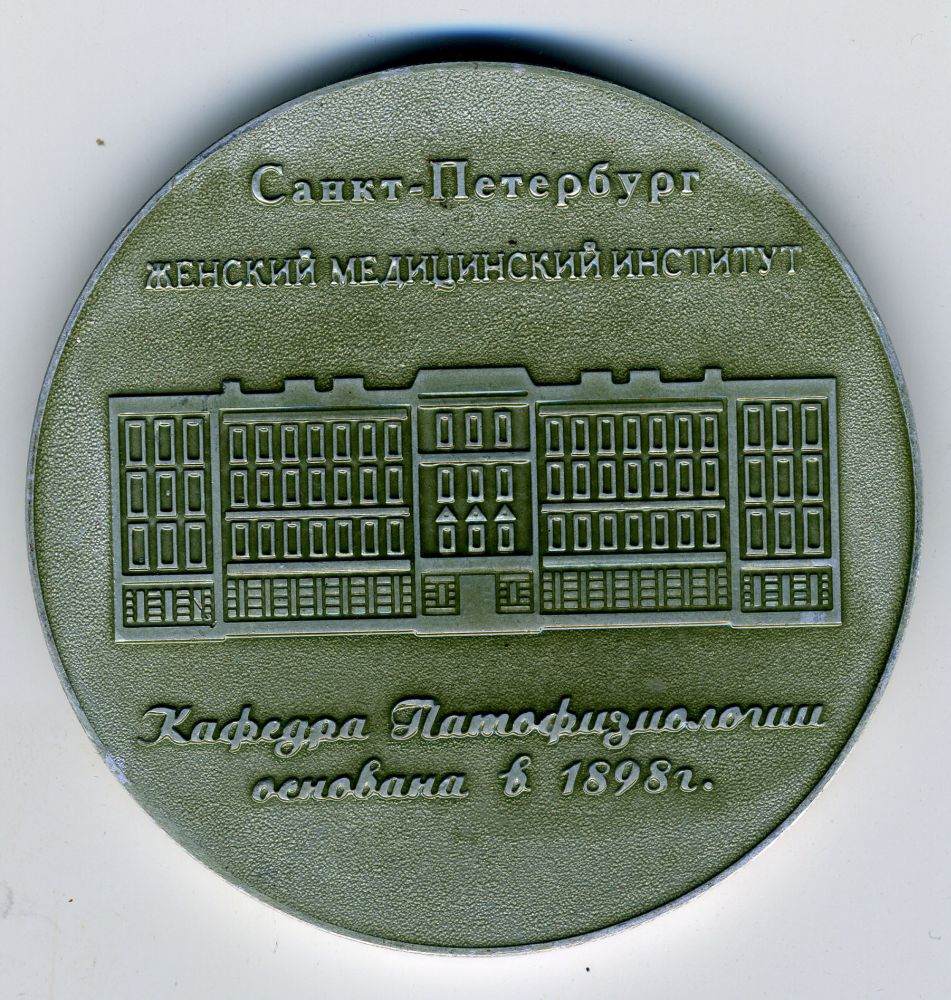 Санкт-Петербург
ЖЕНСКИЙ МЕДИЦИНСКИЙ ИНСТИТУТ
Кафедра Патофизиологии
основана в 1898г.